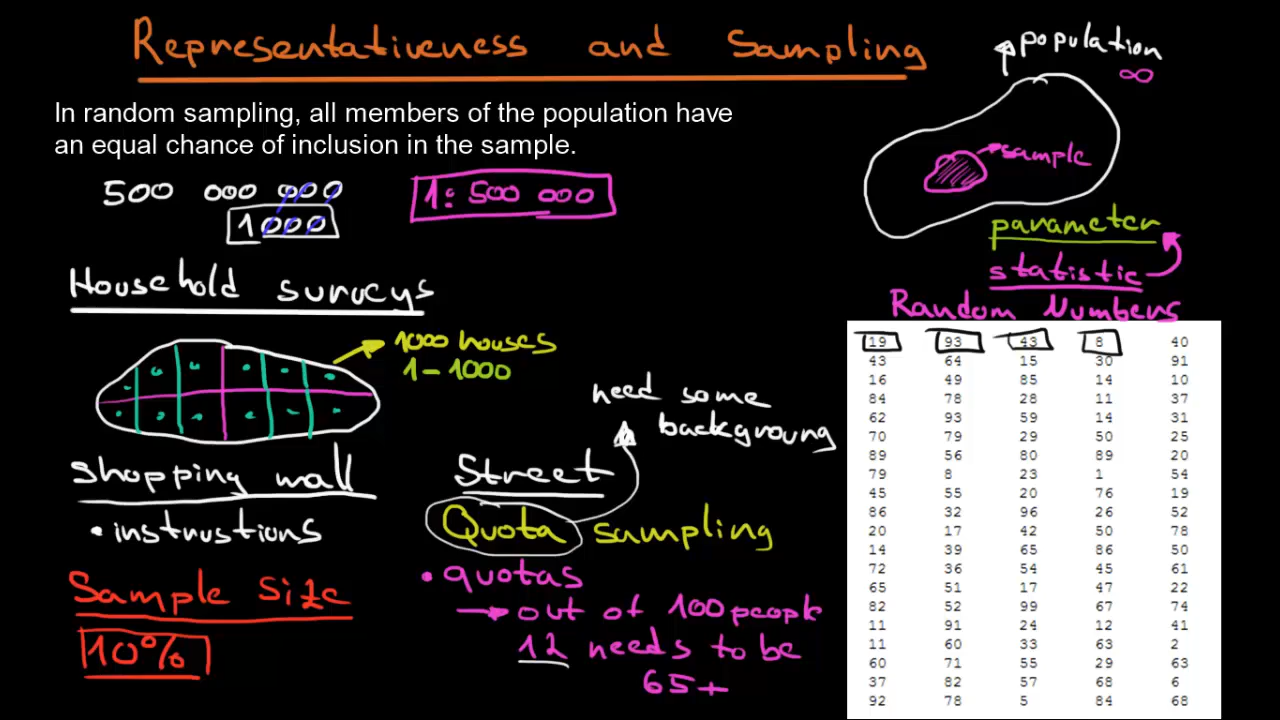 Representativeness and Sampling
population
∞
In random sampling, all members of the population have
an equal chance of inclusion in the sample.
sample
500 000 000
1000
1: 500 000
parameter
statistic
Household surveys
Random Numbers
1000 houses
1 - 1000
need some
backgroung
shopping mall
• instrustions
Street
Quota sampling
• quotas
→ out of 100 people
12 needs to be
65+
Sample Size
10%
19 93 43 8 40
43 64 15 30 91
16 49 85 14 10
84 78 28 11 37
62 93 59 14 31
70 79 29 50 25
89 56 80 89 20
79 8 23 1 54
45 55 20 76 19
86 32 96 26 52
20 17 42 50 78
14 39 65 86 50
72 36 54 45 61
65 51 17 47 22
82 52 99 67 74
11 91 24 12 41
11 60 33 63 2
60 71 55 29 63
37 82 57 68 6
92 78 5 84 68